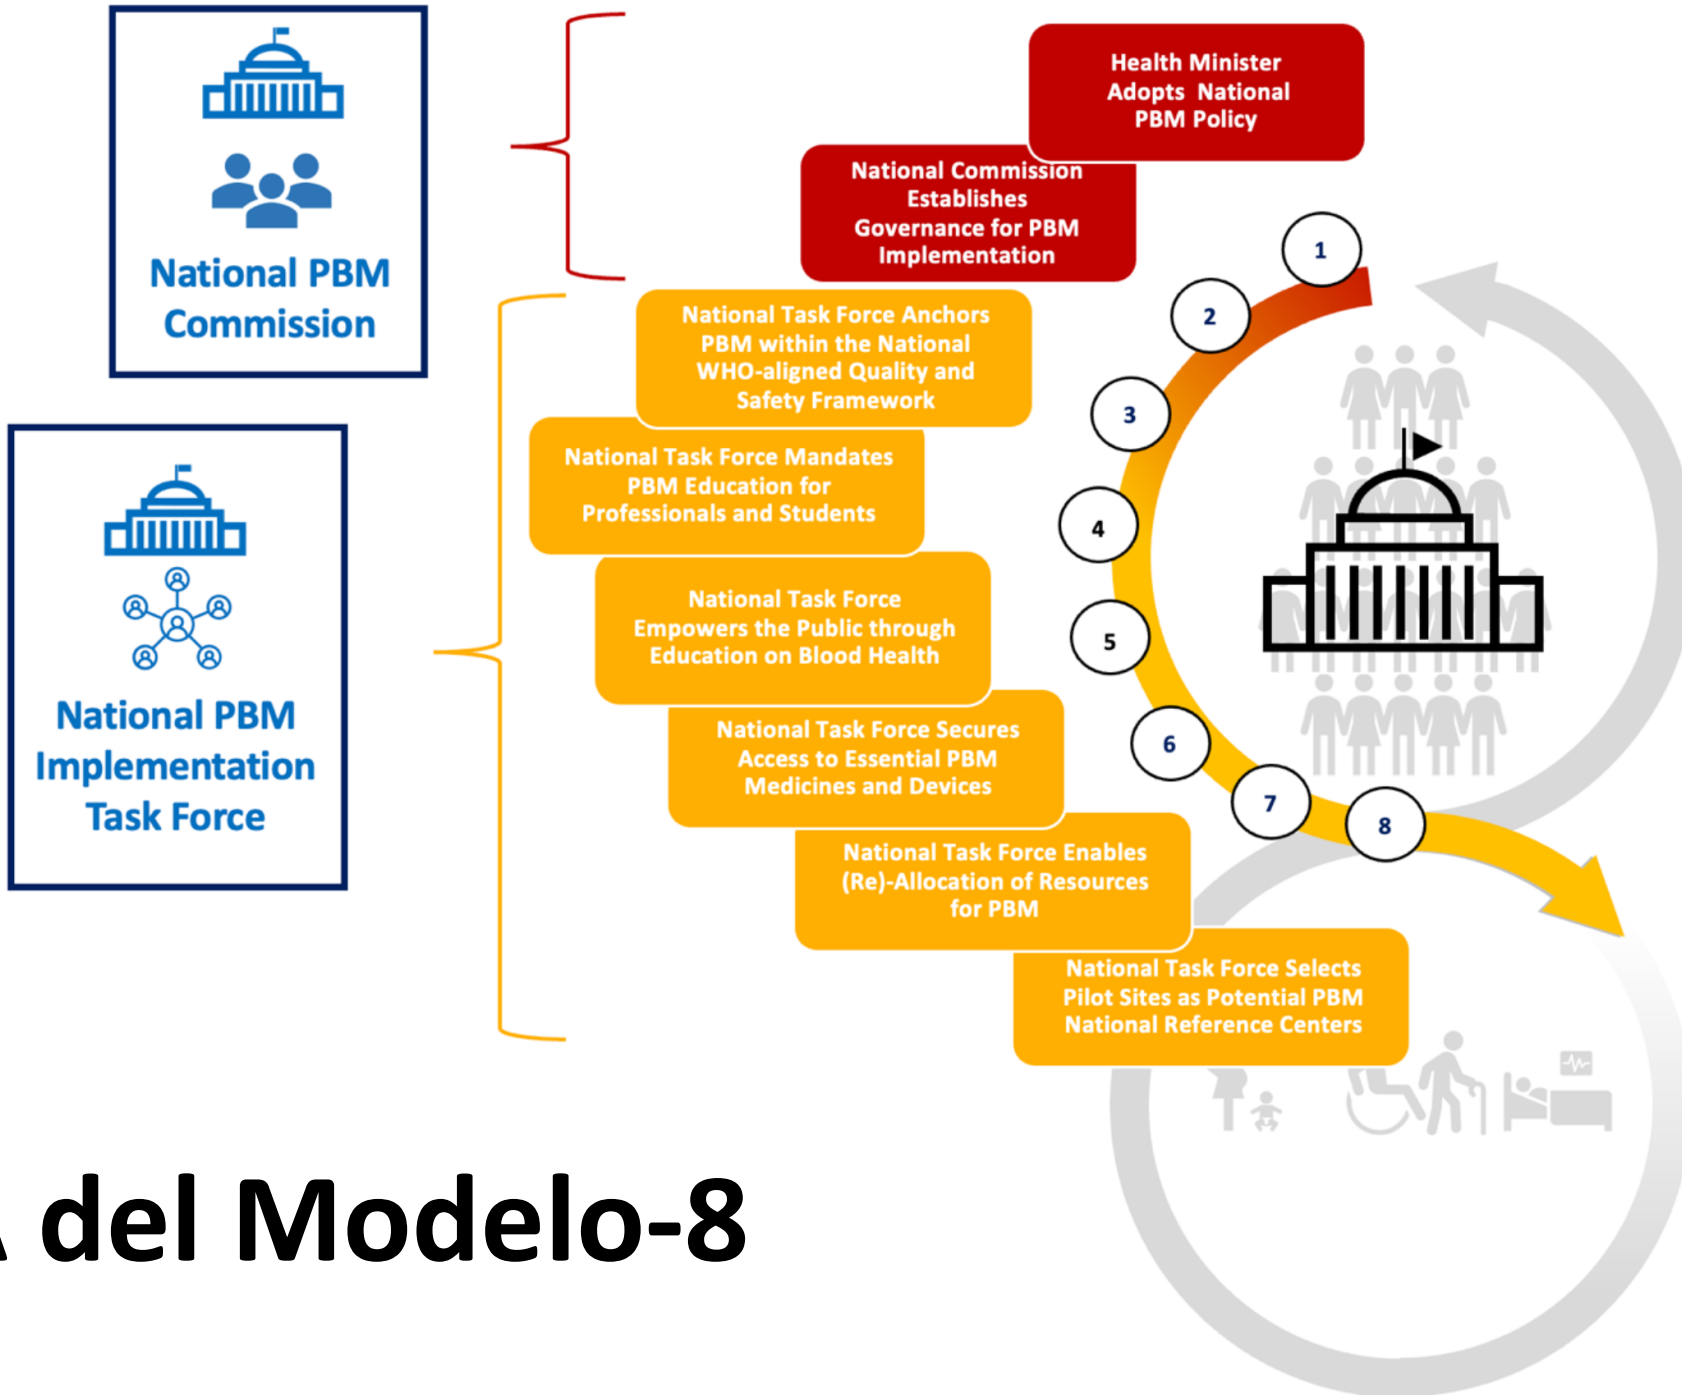 National PBM
Commission
National PBM
Implementation
Task Force
Health Minister
Adopts National
PBM Policy
National Commission
Establishes
Governance for PBM
Implementation
National Task Force Anchors
PBM within the National
WHO-aligned Quality and
Safety Framework
National Task Force Mandates
PBM Education for
Professionals and Students
National Task Force
Empowers the Public through
Education on Blood Health
National Task Force Secures
Access to Essential PBM
Medicines and Devices
National Task Force Enables
(Re)-Allocation of Resources
for PBM
National Task Force Selects
Pilot Sites as Potential PBM
National Reference Centers
1
2
3
4
5
6
7
8
del Modelo-8